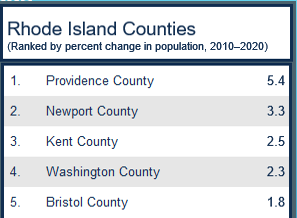 Rhode Island Counties
(Ranked by percent change in population, 2010–2020)
1. Providence County 5.4
2. Newport County 3.3
3. Kent County 2.5
4. Washington County 2.3
5. Bristol County 1.8